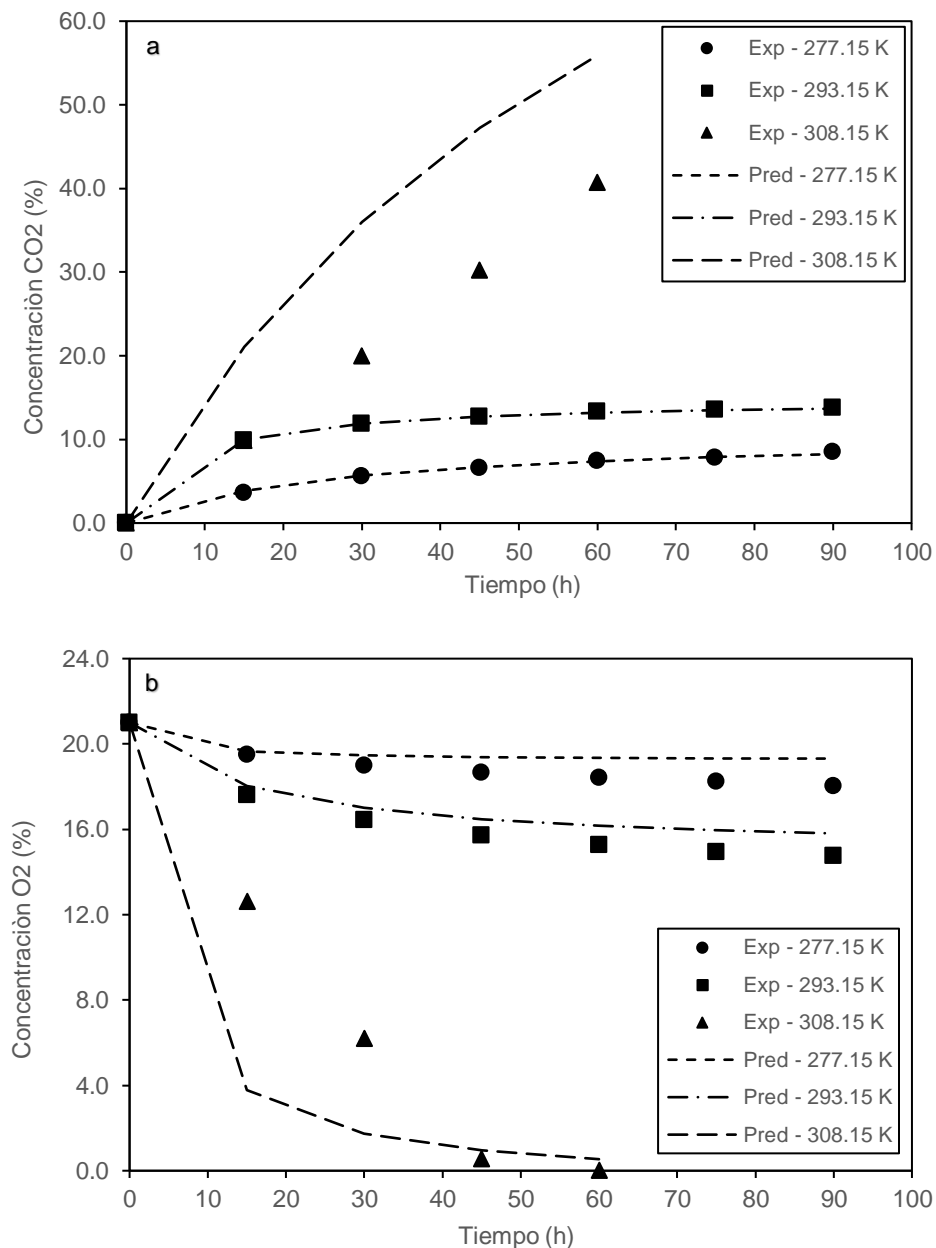 a
60.0
50.0
40.0
30.0
20.0
10.0
0.0
Concentraciòn CO2 (%)
0 10 20 30 40 50 60 70 80 90 100
Tiempo (h)
Exp - 277.15 K
Exp - 293.15 K
Exp - 308.15 K
Pred - 277.15 K
Pred - 293.15 K
Pred - 308.15 K
b
24.0
20.0
16.0
12.0
8.0
4.0
0.0
Concentraciòn O2 (%)
0 10 20 30 40 50 60 70 80 90 100
Tiempo (h)
Exp - 277.15 K
Exp - 293.15 K
Exp - 308.15 K
Pred - 277.15 K
Pred - 293.15 K
Pred - 308.15 K